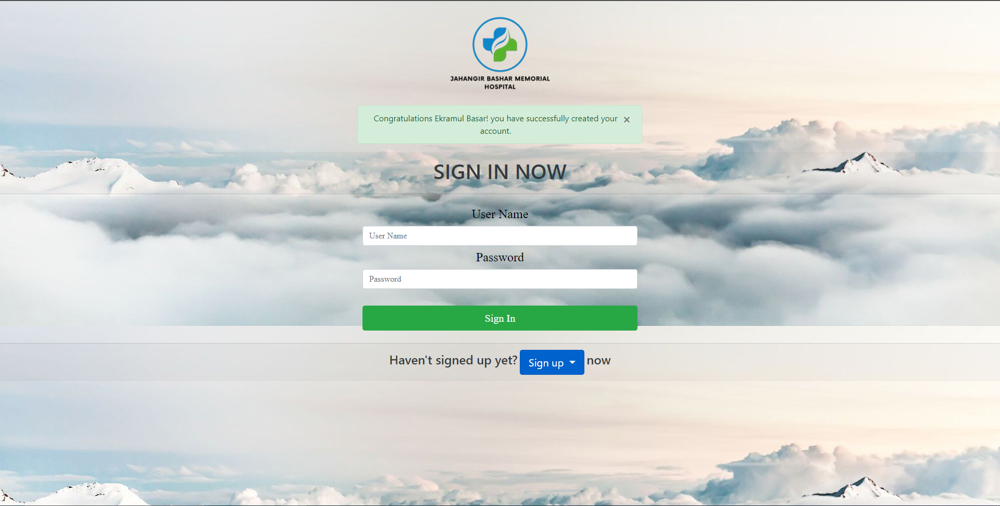 JAHANGIR BASHAR MEMORIAL
HOSPITAL
Congratulations Ekramul Basar! you have successfully created your ×
account.
SIGN IN NOW
User Name
User Name
Password
Password
Sign In
Haven't signed up yet? Sign up now